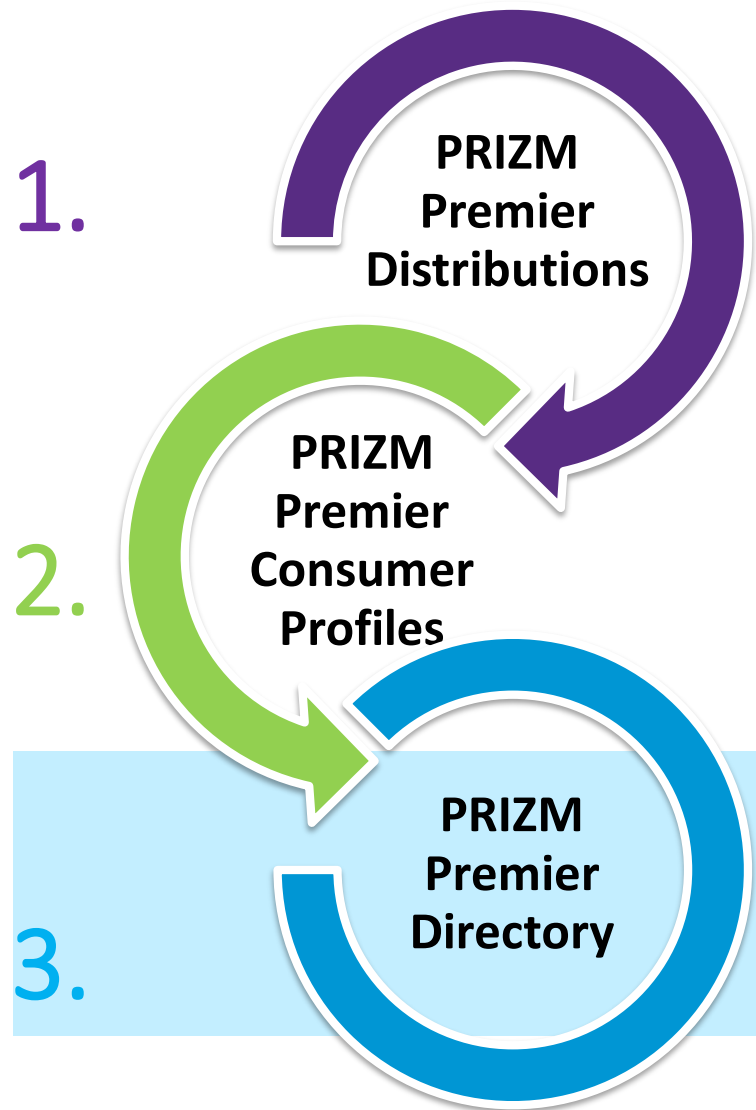 1.
PRIZM
Premier
Distributions
2.
PRIZM
Premier
Consumer
Profiles
3.
PRIZM
Premier
Directory